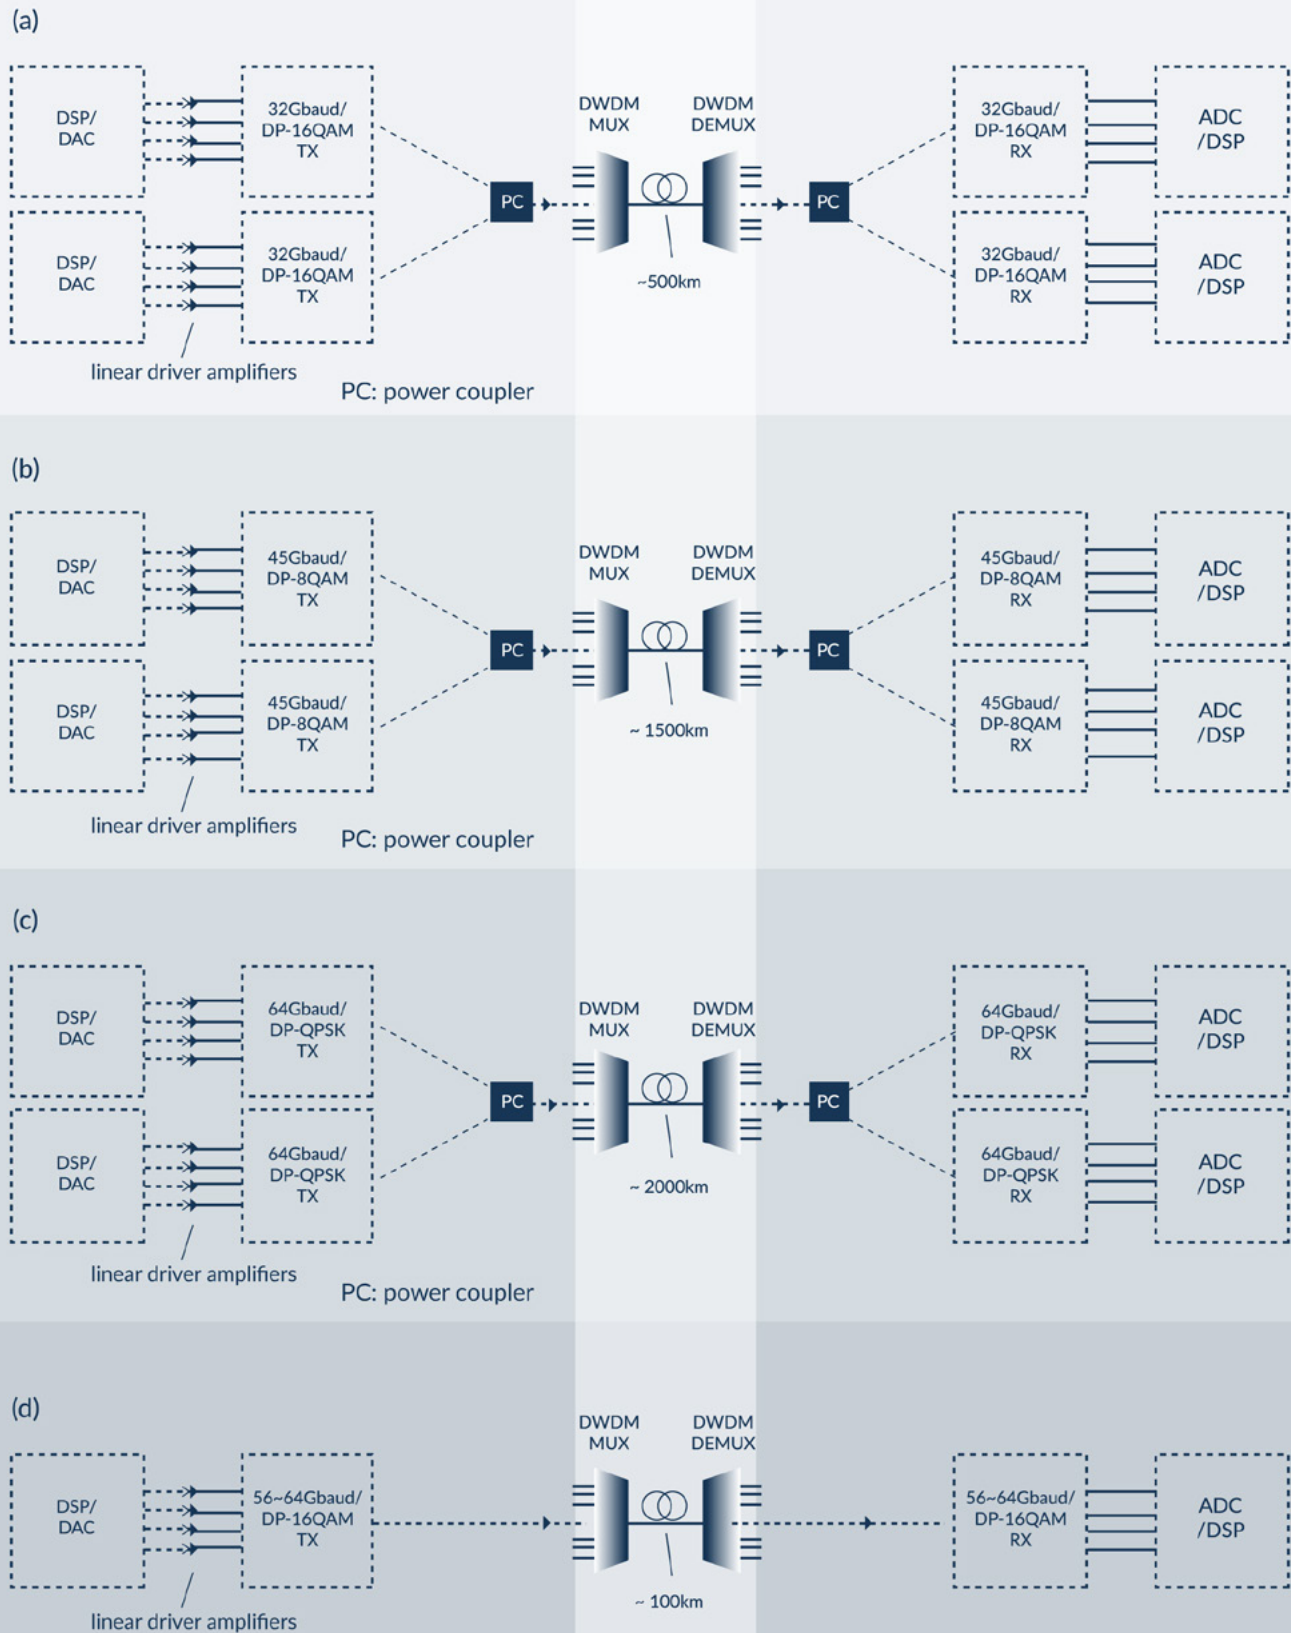 (a)
DSP/
DAC
32Gbaud/
DP-16QAM
TX
DWDM
MUX
DWDM
DEMUX
32Gbaud/
DP-16QAM
RX
ADC
/DSP
PC
PC
DSP/
DAC
32Gbaud/
DP-16QAM
TX
~500km
32Gbaud/
DP-16QAM
RX
ADC
/DSP
linear driver amplifiers
PC: power coupler
(b)
DSP/
DAC
45Gbaud/
DP-8QAM
TX
DWDM
MUX
DWDM
DEMUX
45Gbaud/
DP-8QAM
RX
ADC
/DSP
PC
PC
DSP/
DAC
45Gbaud/
DP-8QAM
TX
~ 1500km
45Gbaud/
DP-8QAM
RX
ADC
/DSP
linear driver amplifiers
PC: power coupler
(c)
DSP/
DAC
64Gbaud/
DP-QPSK
TX
DWDM
MUX
DWDM
DEMUX
64Gbaud/
DP-QPSK
RX
ADC
/DSP
PC
PC
DSP/
DAC
64Gbaud/
DP-QPSK
TX
~ 2000km
64Gbaud/
DP-QPSK
RX
ADC
/DSP
linear driver amplifiers
PC: power coupler
(d)
DSP/
DAC
56~64Gbaud/
DP-16QAM
TX
DWDM
MUX
DWDM
DEMUX
56~64Gbaud/
DP-16QAM
RX
ADC
/DSP
~ 100km
linear driver amplifiers